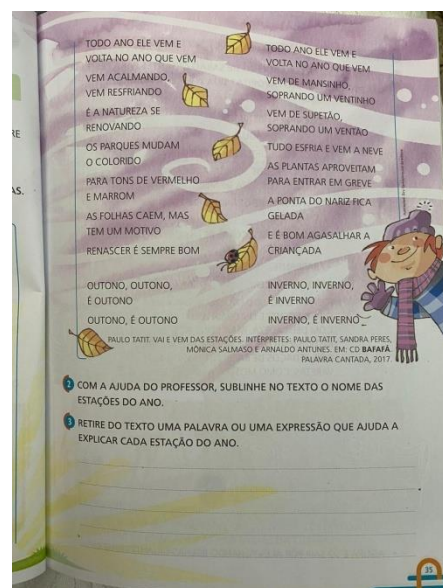 TODO ANO ELE VEM E
VOLTA NO ANO QUE VEM
VEM ACALMANDO,
VEM RESFRIANDO
É A NATUREZA SE
RENOVANDO
OS PARQUES MUDAM
O COLORIDO
PARA TONS DE VERMELHO
E MARROM
AS FOLHAS CAEM, MAS
TEM UM MOTIVO
RENASCER É SEMPRE BOM
OUTONO, OUTONO,
É OUTONO
OUTONO, É OUTONO
TODO ANO ELE VEM E
VOLTA NO ANO QUE VEM
VEM DE MANSINHO,
SOPRANDO UM VENTINHO
VEM DE SUPETÃO,
SOPRANDO UM VENTÃO
TUDO ESFRIA E VEM A NEVE
AS PLANTAS APROVEITAM
PARA ENTRAR EM GREVE
A PONTA DO NARIZ FICA
GELADA
E É BOM AGASALHAR A
CRIANÇADA
INVERNO, INVERNO,
É INVERNO
INVERNO, É INVERNO
PAULO TATIT. VAI E VEM DAS ESTAÇÕES. INTÉRPRETES: PAULO TATIT, SANDRA PERES,
MÔNICA SALMASO E ARNALDO ANTUNES. EM: CD BAFAFÁ.
PALAVRA CANTADA, 2017.
2 COM A AJUDA DO PROFESSOR, SUBLINHE NO TEXTO O NOME DAS
ESTAÇÕES DO ANO.
3 RETIRE DO TEXTO UMA PALAVRA OU UMA EXPRESSÃO QUE AJUDA A
EXPLICAR CADA ESTAÇÃO DO ANO.
35
RE
AS.